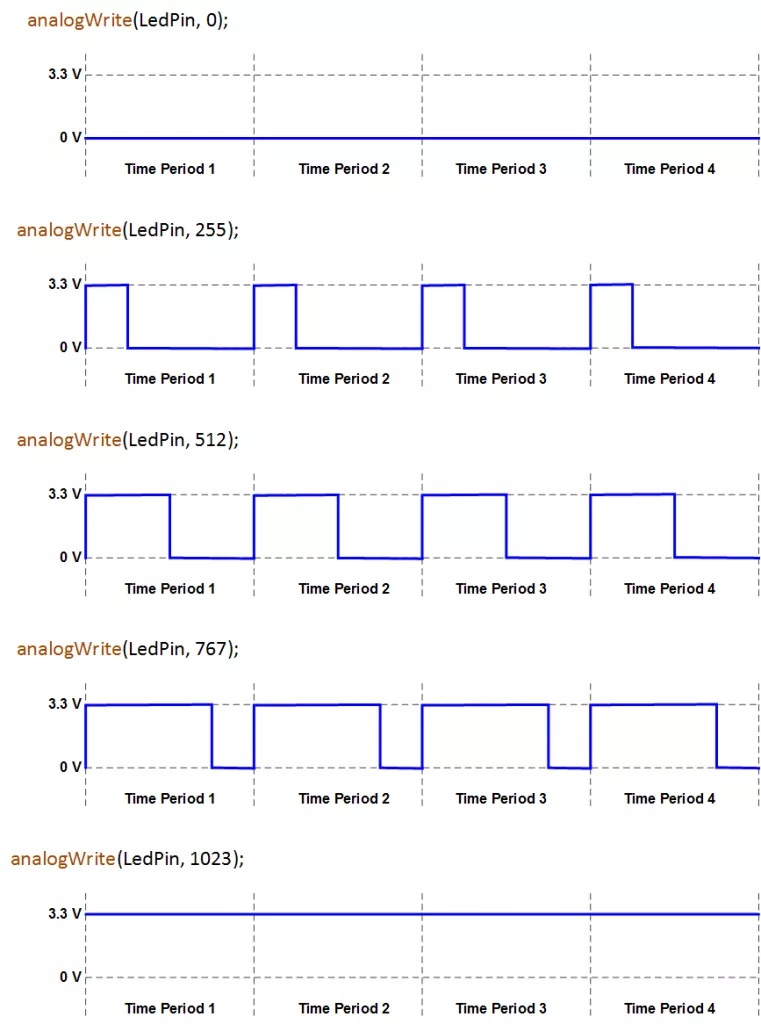 analogWrite(LedPin, 0);
3.3 V
0 V
Time Period 1 Time Period 2 Time Period 3 Time Period 4
analogWrite(LedPin, 255);
3.3 V
0 V
Time Period 1 Time Period 2 Time Period 3 Time Period 4
analogWrite(LedPin, 512);
3.3 V
0 V
Time Period 1 Time Period 2 Time Period 3 Time Period 4
analogWrite(LedPin, 767);
3.3 V
0 V
Time Period 1 Time Period 2 Time Period 3 Time Period 4
analogWrite(LedPin, 1023);
3.3 V
0 V
Time Period 1 Time Period 2 Time Period 3 Time Period 4